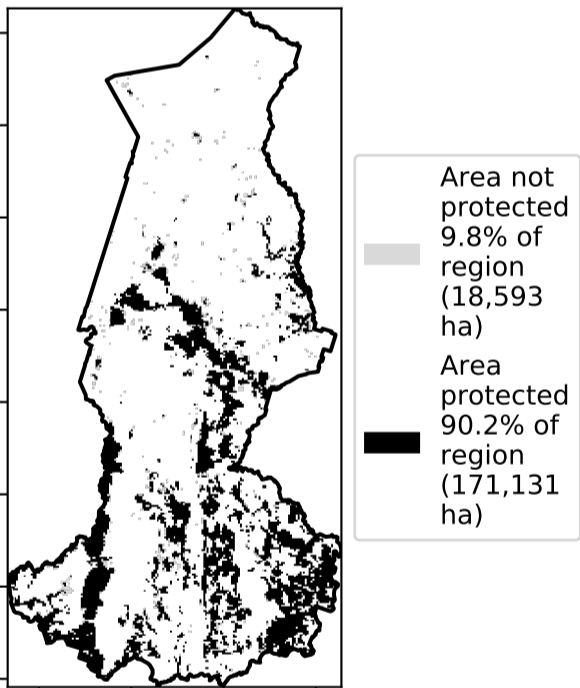 Area not
protected
9.8% of
region
(18,593
ha)
Area
protected
90.2% of
region
(171,131
ha)